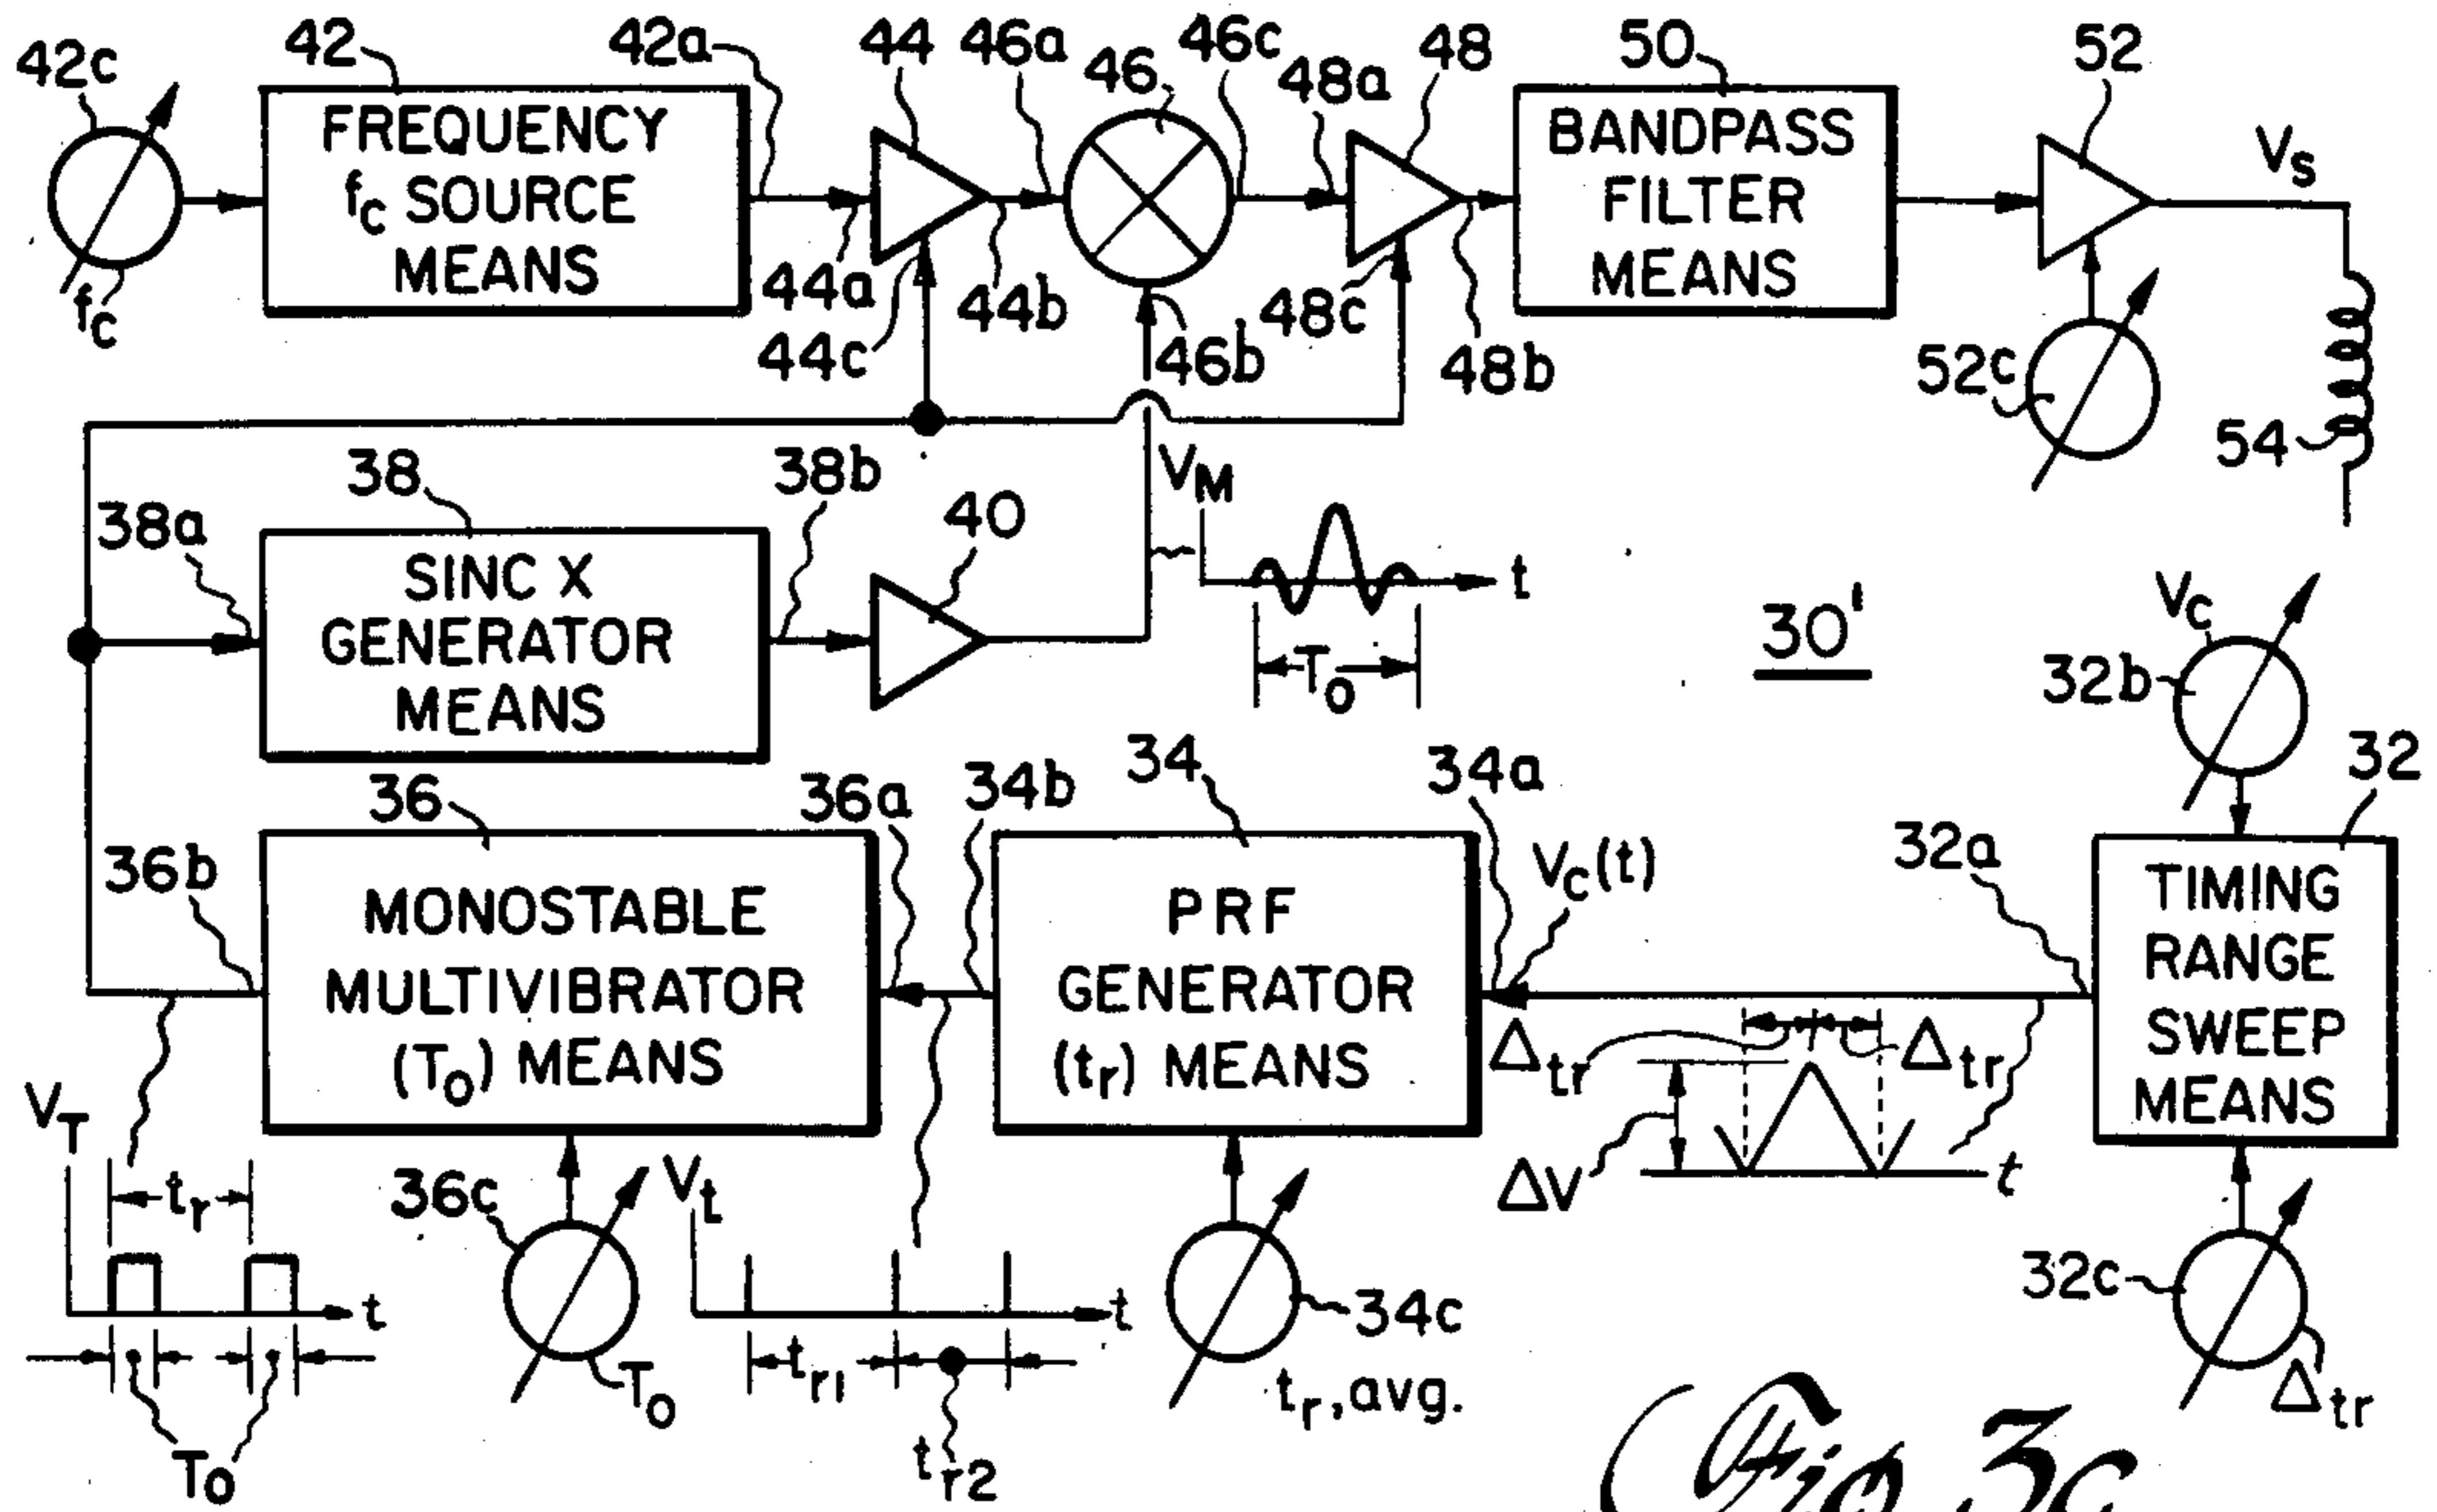 42c
42
42a
44
46a
46
46c
48a
48
50
52
FREQUENCY
fC SOURCE
MEANS
BANDPASS
FILTER
MEANS
VS
fC
44a
44c
44b
46b
48c
48b
52c
54
38a
38
38b
40
VM
SINC X
GENERATOR
MEANS
t
TO
30'
VC
32b
32
36b
36
36a
34b
34
34a
VC(t)
32a
MONOSTABLE
MULTIVIBRATOR
(TO) MEANS
PRF
GENERATOR
(tr) MEANS
TIMING
RANGE
SWEEP
MEANS
Δtr
Δtr
ΔV
t
VT
tr
t
TO
36c
TO
Vt
t
tr1
tr2
34c
tr, avg.
32c
Δtr
Fig. 3c